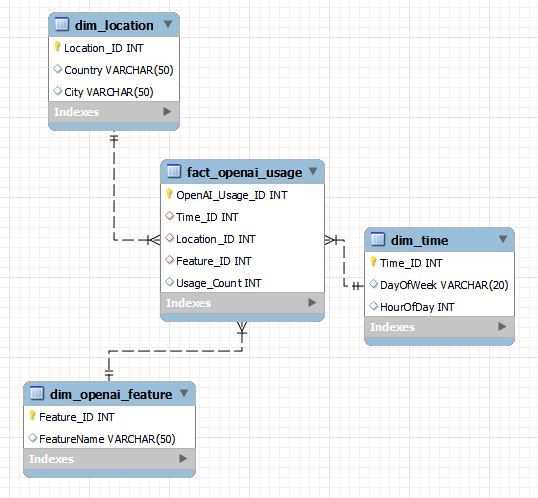 dim_location
Location_ID INT
Country VARCHAR(50)
City VARCHAR(50)
Indexes
fact_openai_usage
OpenAI_Usage_ID INT
Time_ID INT
Location_ID INT
Feature_ID INT
Usage_Count INT
Indexes
dim_time
Time_ID INT
DayOfWeek VARCHAR(20)
HourOfDay INT
Indexes
dim_openai_feature
Feature_ID INT
FeatureName VARCHAR(50)
Indexes